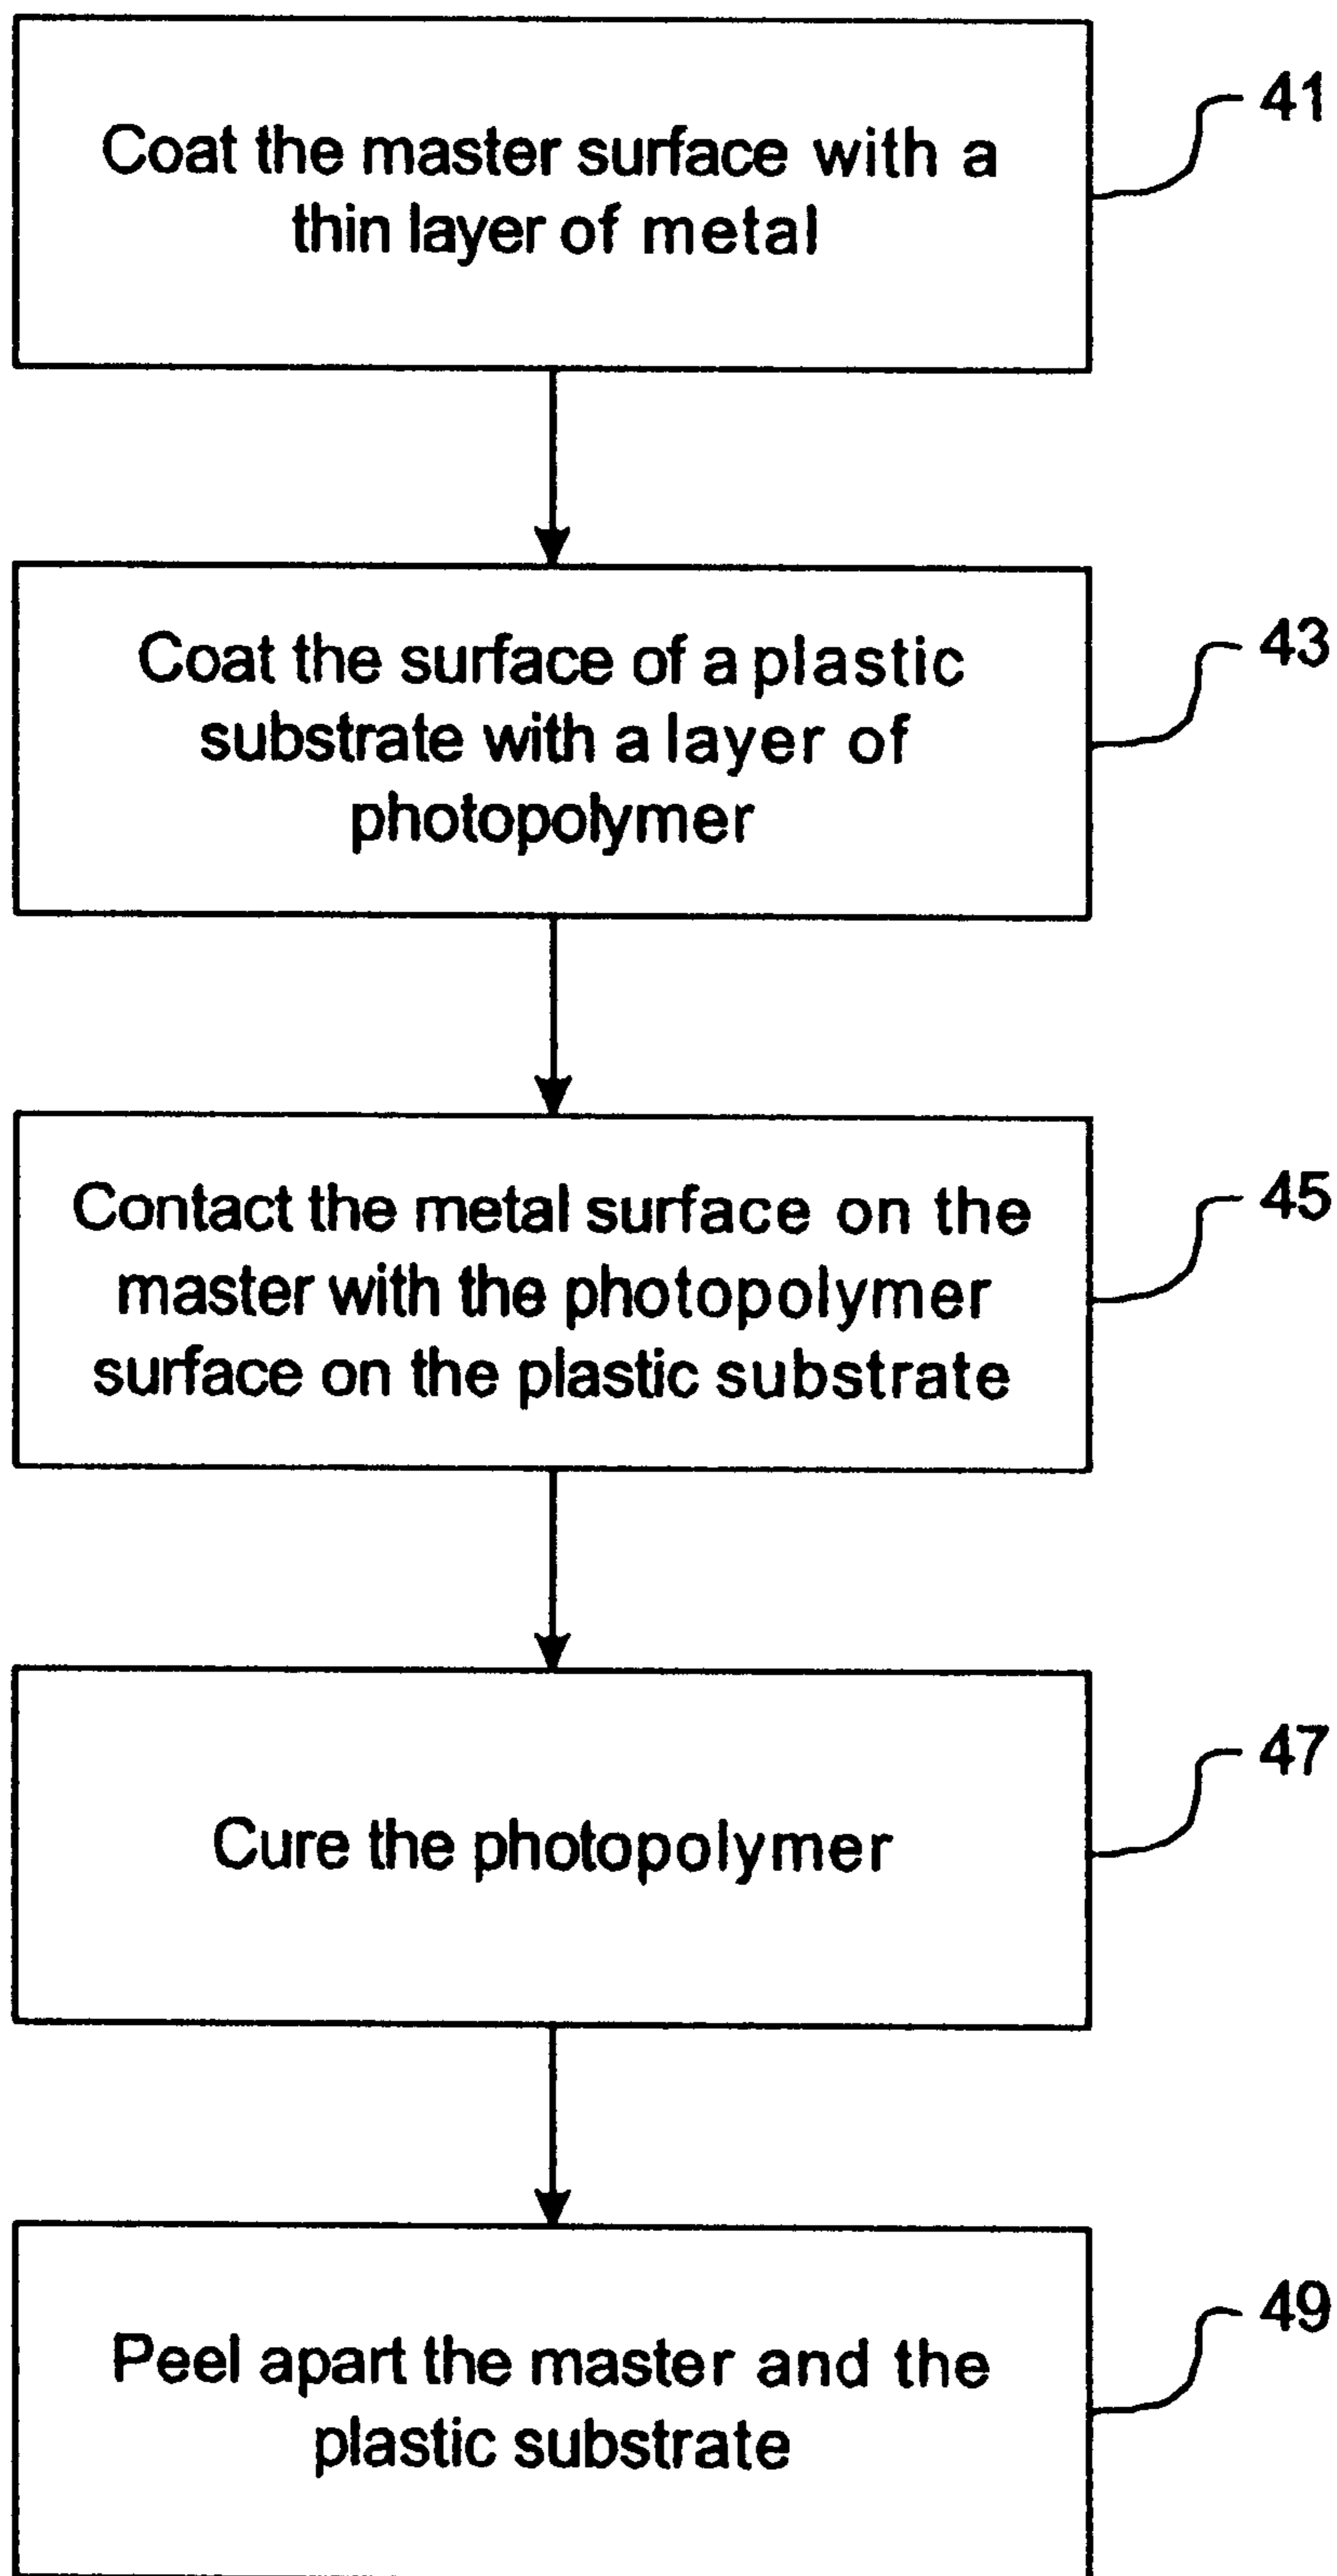 41
Coat the master surface with a
thin layer of metal
43
Coat the surface of a plastic
substrate with a layer of
photopolymer
45
Contact the metal surface on the
master with the photopolymer
surface on the plastic substrate
47
Cure the photopolymer
49
Peel apart the master and the
plastic substrate